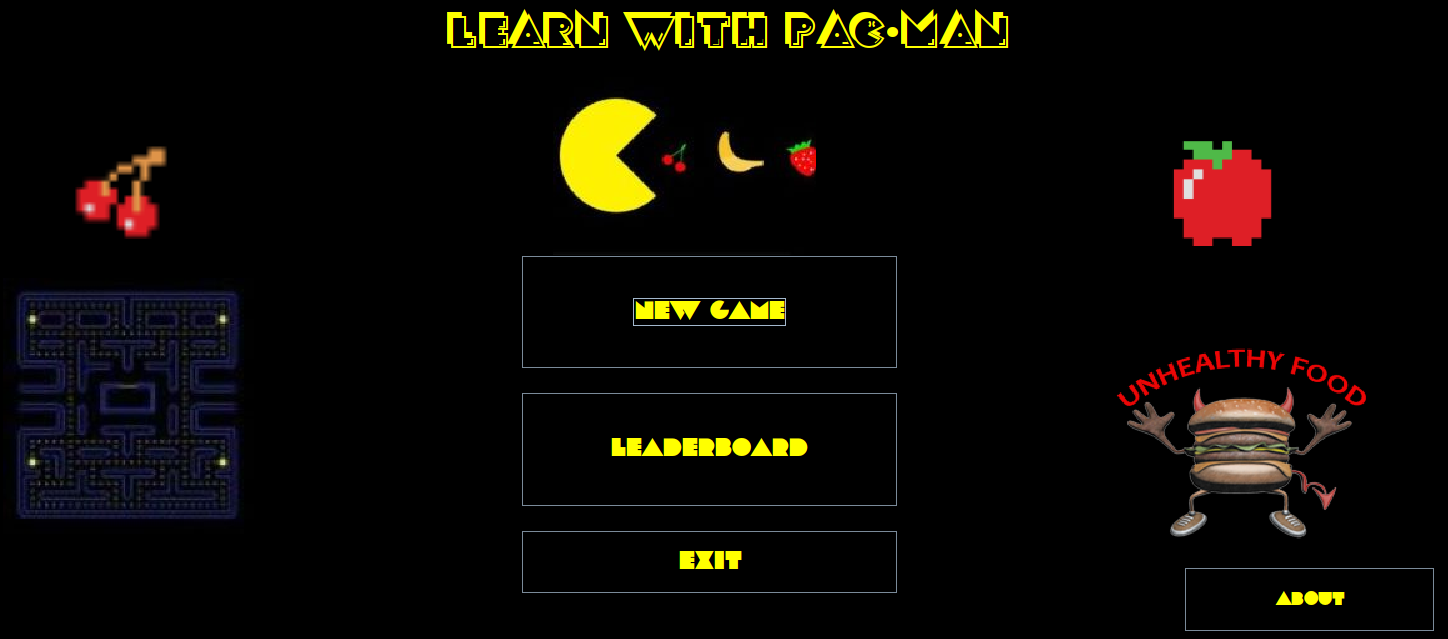 LEARN WITH PAC•MAN
NEW GAME
UNHEALTHY FOOD
LEADERBOARD
EXIT
ABOUT